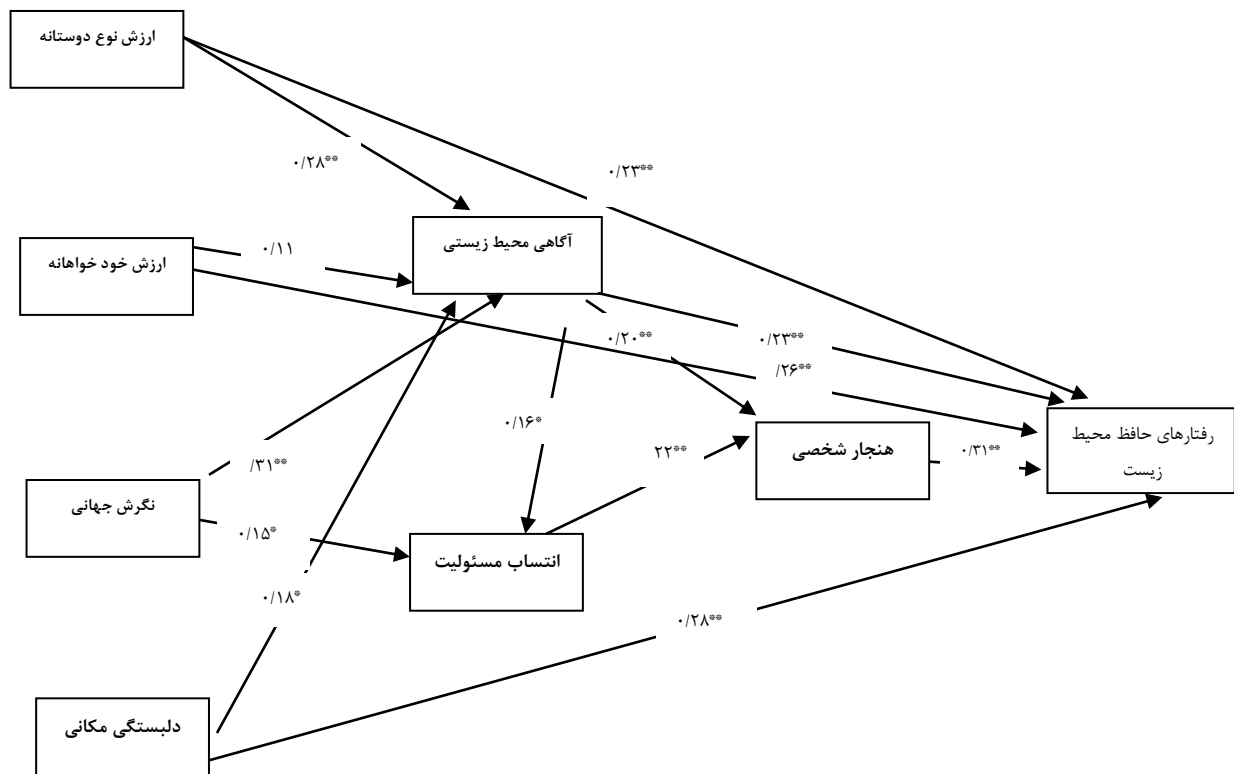 ارزش نوع دوستانه
۰/۲۸**
۰/۲۳**
آگاهی محیط زیستی
ارزش خود خواهانه
۰/۱۱
۰/۲۰**
۰/۲۳**
/۲۶**
۰/۱۶*
هنجار شخصی
رفتارهای حافظ محیط
زیست
۲۲**
۰/۳۱**
/۳۱**
نگرش جهانی
۰/۱۵*
انتساب مسئولیت
۰/۱۸*
۰/۲۸**
دلبستگی مکانی